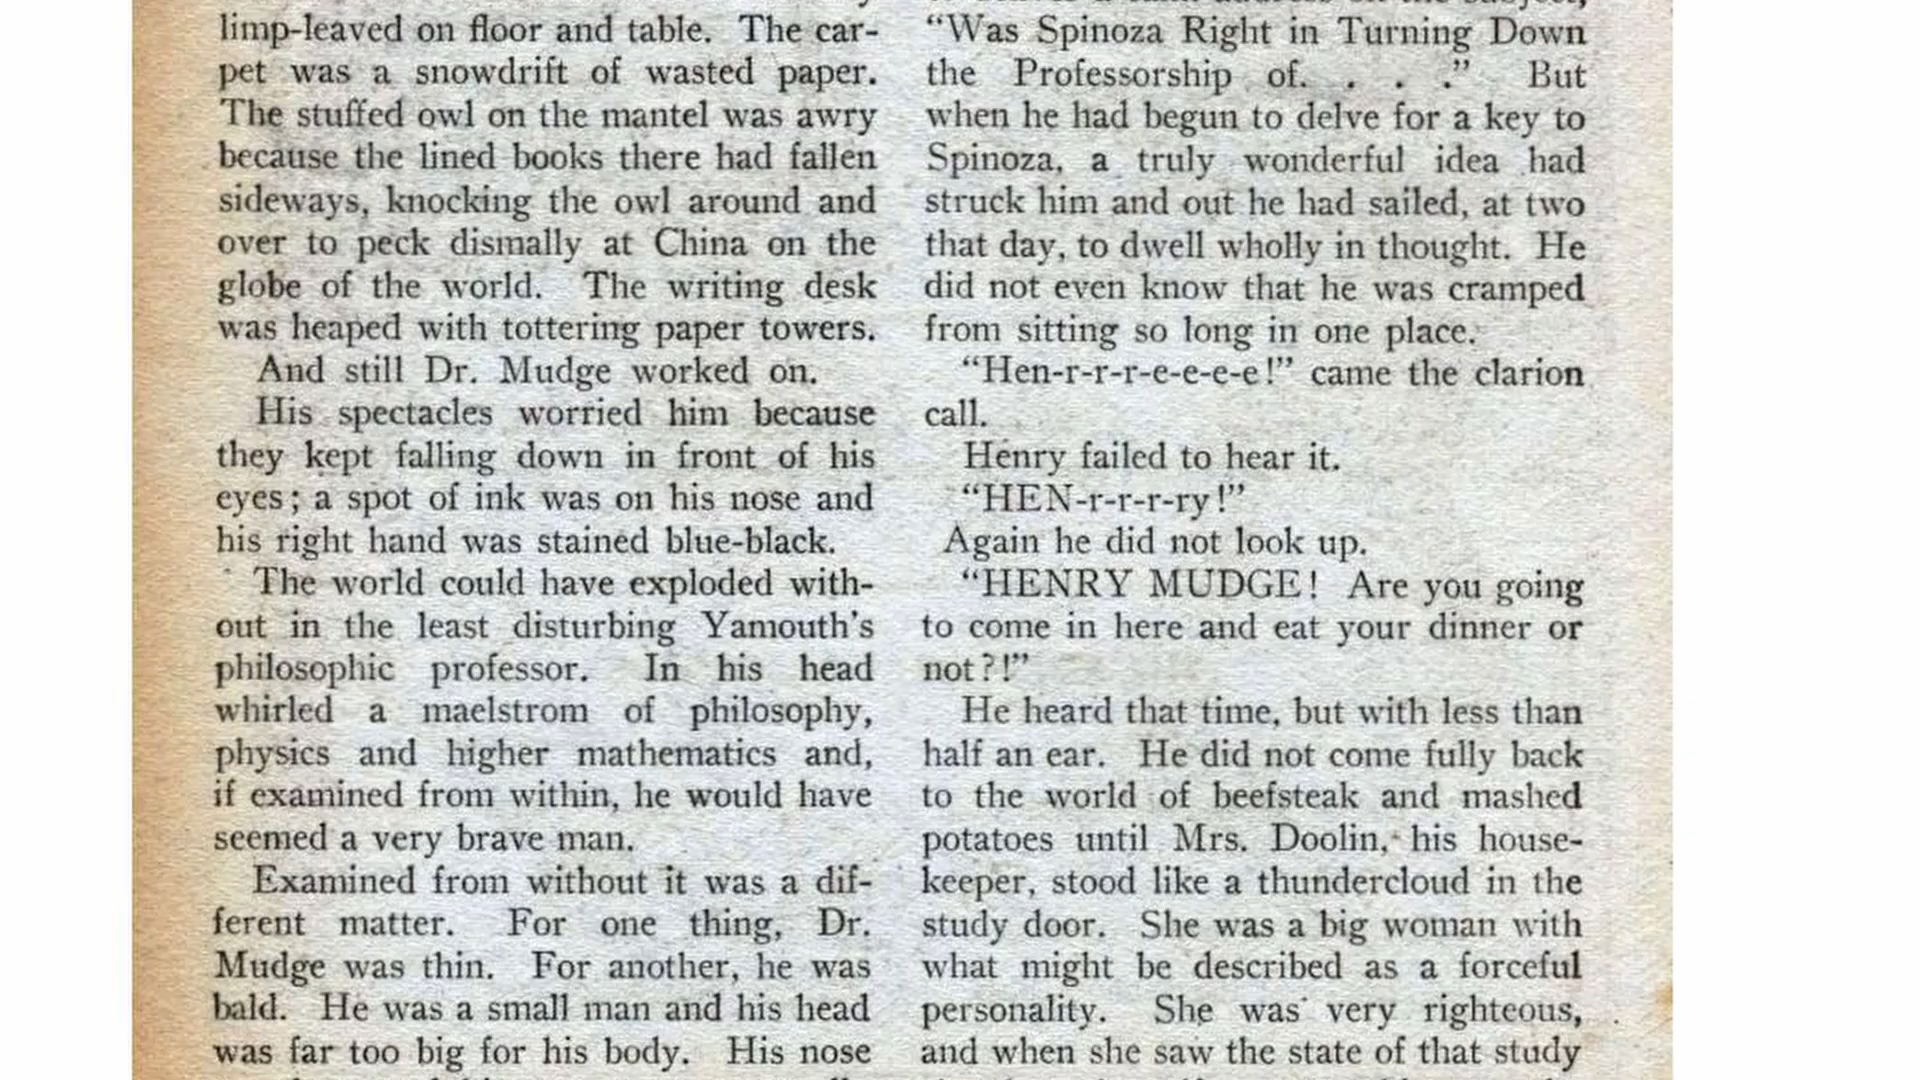 limp-leaved on floor and table. The car-
pet was a snowdrift of wasted paper.
The stuffed owl on the mantel was awry
because the lined books there had fallen
sideways, knocking the owl around and
over to peck dismally at China on the
globe of the world. The writing desk
was heaped with tottering paper towers.
And still Dr. Mudge worked on.
His spectacles worried him because
they kept falling down in front of his
eyes; a spot of ink was on his nose and
his right hand was stained blue-black.
The world could have exploded with-
out in the least disturbing Yamouth's
philosophic professor. In his head
whirled a maelstrom of philosophy,
physics and higher mathematics and,
if examined from within, he would have
seemed a very brave man.
Examined from without it was a dif-
ferent matter. For one thing, Dr.
Mudge was thin. For another, he was
bald. He was a small man and his head
was far too big for his body. His nose
“Was Spinoza Right in Turning Down
the Professorship of. . . .” But
when he had begun to delve for a key to
Spinoza, a truly wonderful idea had
struck him and out he had sailed, at two
that day, to dwell wholly in thought. He
did not even know that he was cramped
from sitting so long in one place.
“Hen-r-r-r-e-e-e-e!” came the clarion
call.
Henry failed to hear it.
“HEN-r-r-r-ry!”
Again he did not look up.
“HENRY MUDGE! Are you going
to come in here and eat your dinner or
not?!”
He heard that time, but with less than
half an ear. He did not come fully back
to the world of beefsteak and mashed
potatoes until Mrs. Doolin, his house-
keeper, stood like a thundercloud in the
study door. She was a big woman with
what might be described as a forceful
personality. She was very righteous,
and when she saw the state of that study